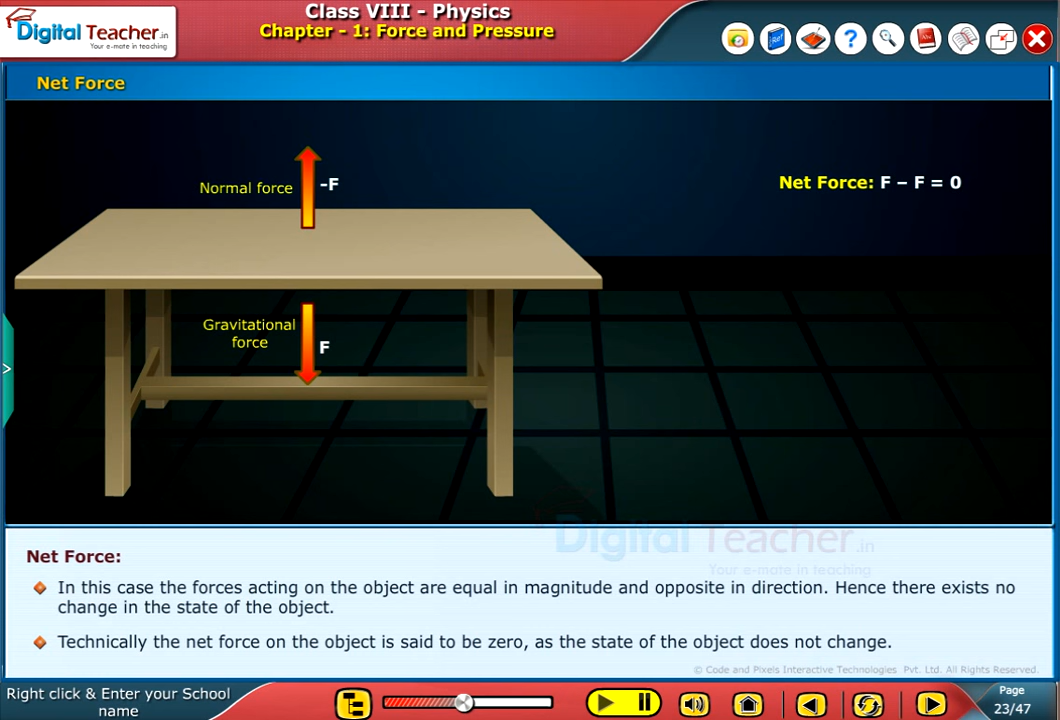 Digital Teacher.in
Your e-mate in teaching
Class VIII - Physics
Chapter - 1: Force and Pressure
Net Force
Normal force
-F
Net Force: F – F = 0
Gravitational
force
F
Digital Teacher.in
Your e-mate in teaching
Net Force:
In this case the forces acting on the object are equal in magnitude and opposite in direction. Hence there exists no
change in the state of the object.
Technically the net force on the object is said to be zero, as the state of the object does not change.
© Code and Pixels Interactive Technologies Pvt. Ltd. All Rights Reserved.
Right click & Enter your School
name
Page
23/47